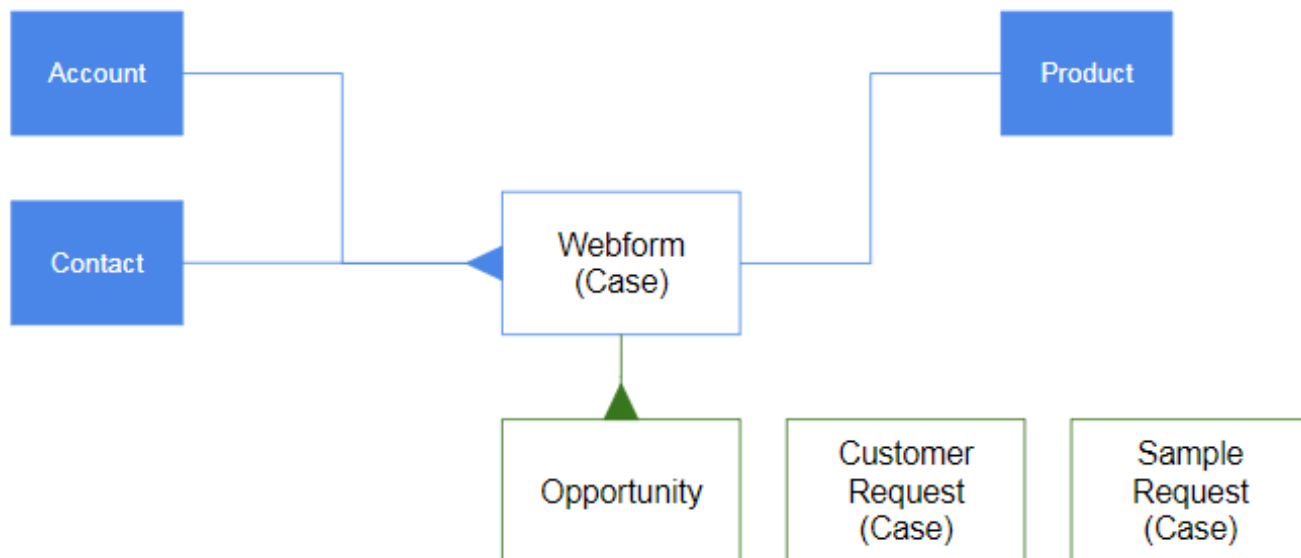 Account
Product
Contact
Webform
(Case)
Opportunity
Customer
Request
(Case)
Sample
Request
(Case)